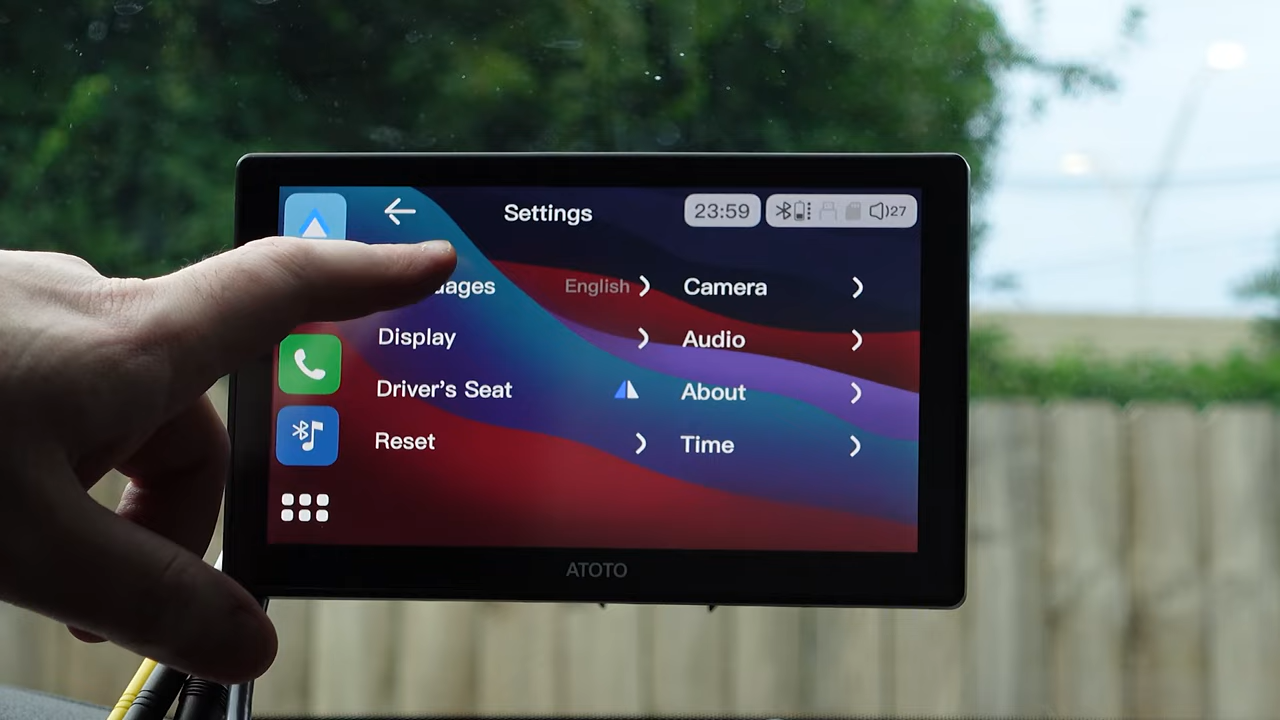 Settings
23:59
27
English
Camera
Display
Audio
Driver's Seat
About
Reset
Time
ATOTO